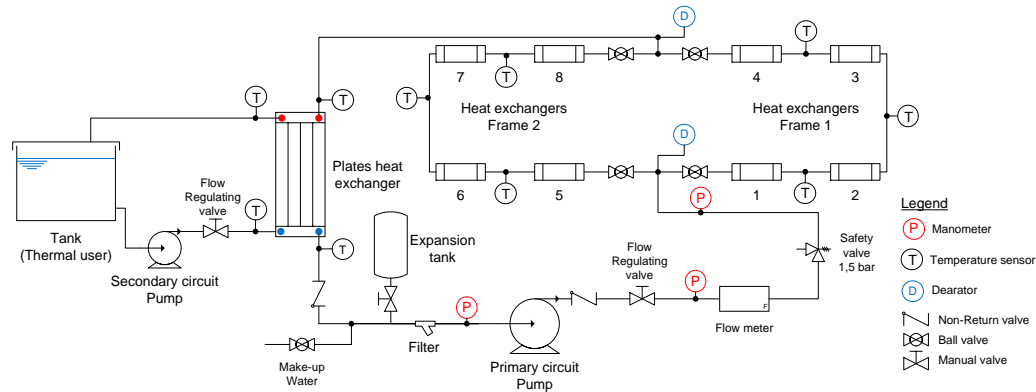 D
T
7
8
4
3
T
T
T
T
T
Heat exchangers
Frame 2
Heat exchangers
Frame 1
D
Plates heat
exchanger
6
T
5
1
T
2
P
Flow
Regulating
valve
T
T
Tank
(Thermal user)
Secondary circuit
Pump
Expansion
tank
P
Filter
Make-up
Water
Primary circuit
Pump
Flow
Regulating
valve
P
F
Flow meter
Safety
valve
1,5 bar
Legend
P
Manometer
T
Temperature sensor
D
Dearator
Non-Return valve
Ball valve
Manual valve